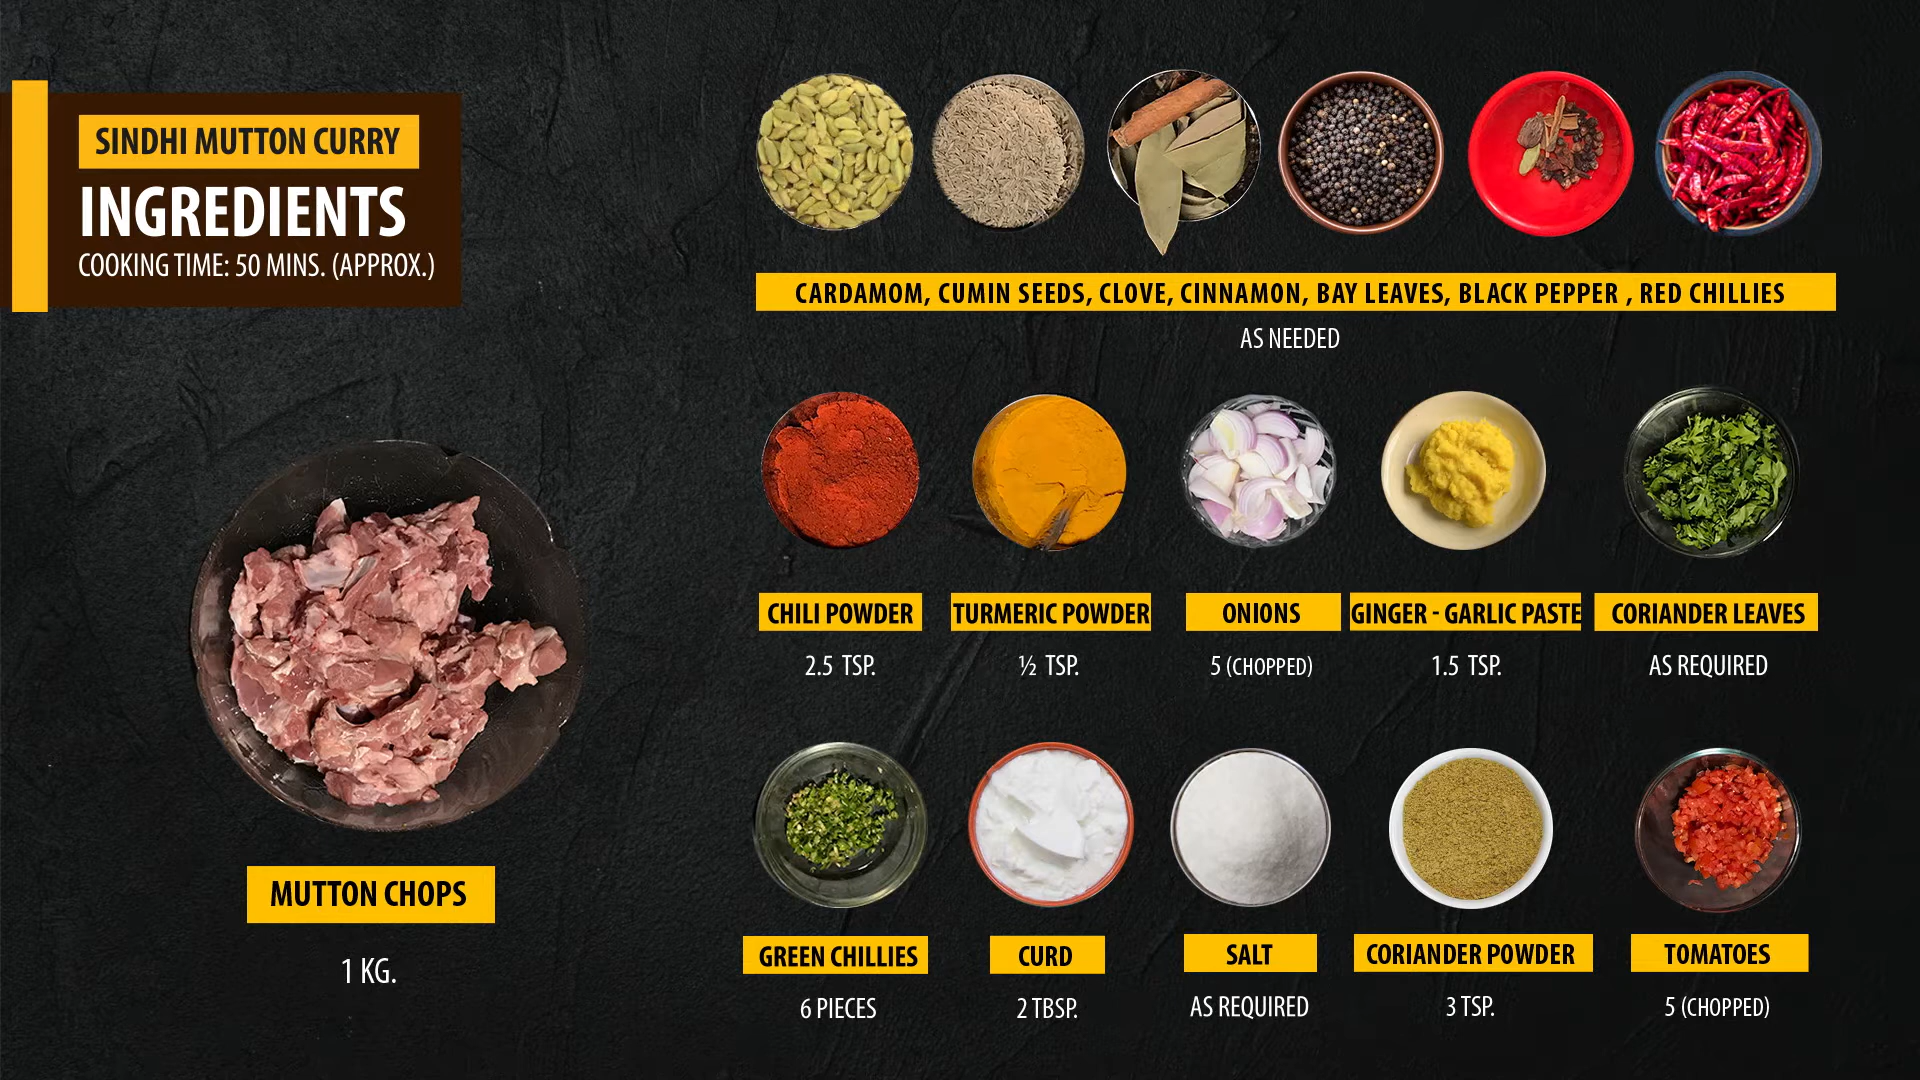 SINDHI MUTTON CURRY
INGREDIENTS
COOKING TIME: 50 MINS. (APPROX.)
CARDAMOM, CUMIN SEEDS, CLOVE, CINNAMON, BAY LEAVES, BLACK PEPPER , RED CHILLIES
AS NEEDED
CHILI POWDER
2.5 TSP.
TURMERIC POWDER
½ TSP.
ONIONS
5 (CHOPPED)
GINGER - GARLIC PASTE
1.5 TSP.
CORIANDER LEAVES
AS REQUIRED
MUTTON CHOPS
1 KG.
GREEN CHILLIES
6 PIECES
CURD
2 TBSP.
SALT
AS REQUIRED
CORIANDER POWDER
3 TSP.
TOMATOES
5 (CHOPPED)